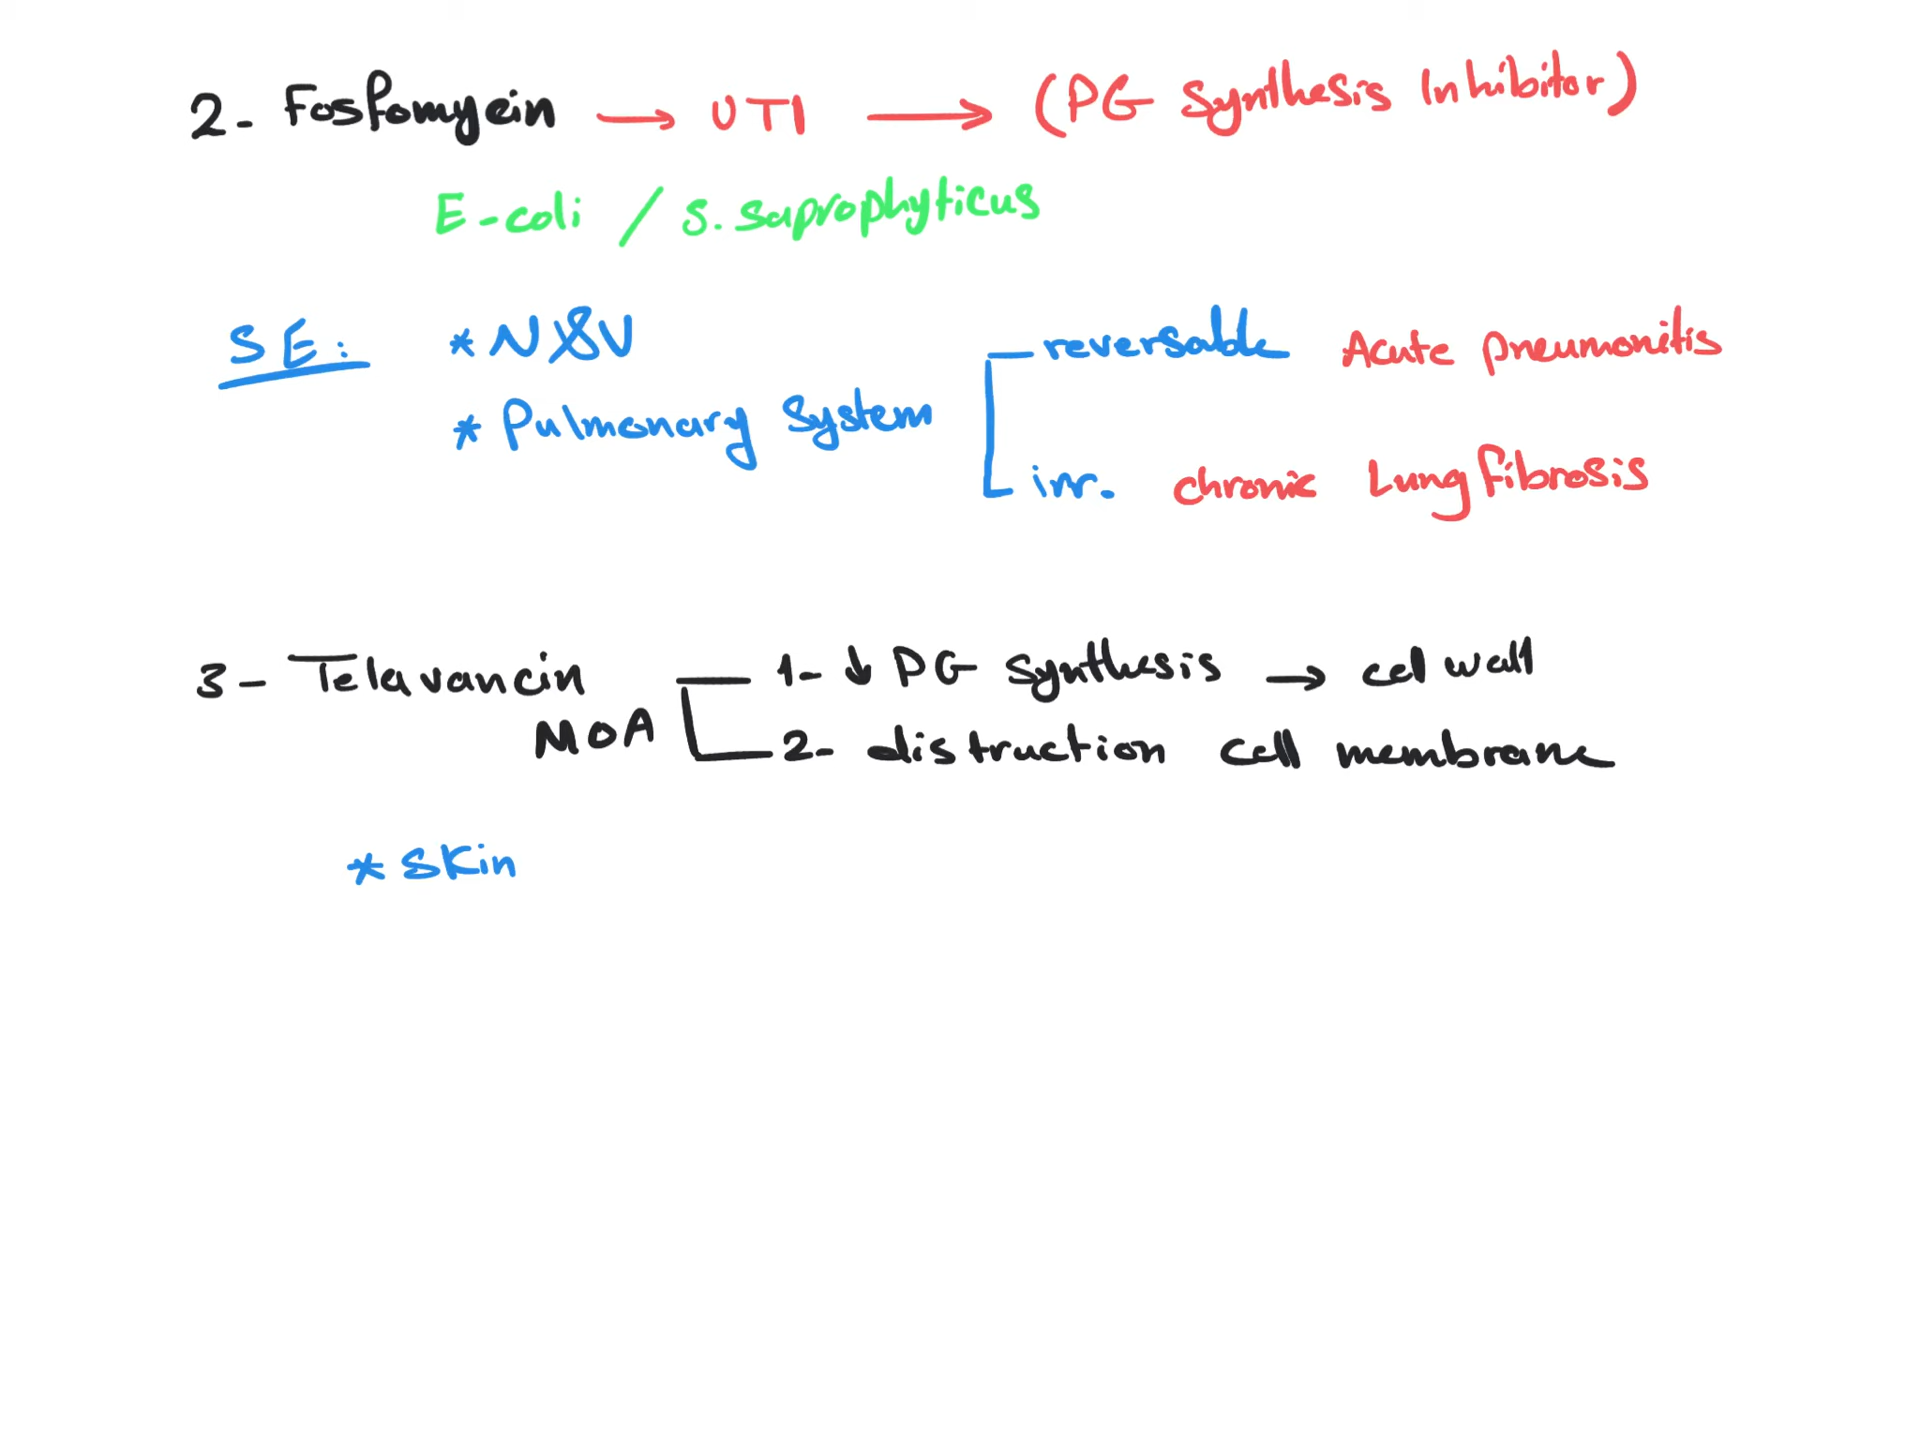 2- Fosfomycin → UTI → (PG Synthesis Inhibitor)
E-coli / S. saprophyticus
SE: * N&V
reversable Acute pneumonitis
* Pulmonary System
irr. chronic Lung fibrosis
3- Telavancin 1- ↓ PG Synthesis → cell wall
MOA 2- distruction cell membrane
* Skin